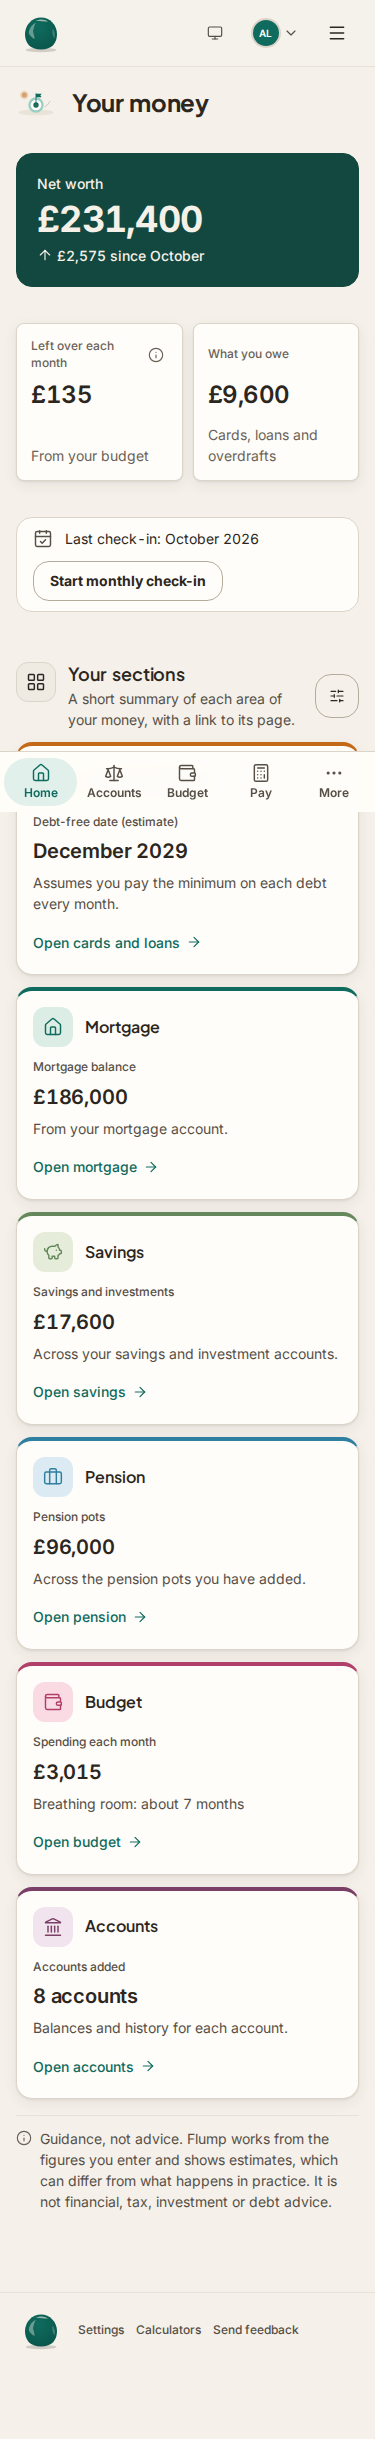 AL
Your money
Net worth
£231,400
↑ £2,575 since October
Left over each
month
£135
From your budget
What you owe
£9,600
Cards, loans and
overdrafts
Last check-in: October 2026
Start monthly check-in
Your sections
A short summary of each area of
your money, with a link to its page.
Home
Accounts
Budget
Pay
More
Debt-free date (estimate)
December 2029
Assumes you pay the minimum on each debt
every month.
Open cards and loans →
Mortgage
Mortgage balance
£186,000
From your mortgage account.
Open mortgage →
Savings
Savings and investments
£17,600
Across your savings and investment accounts.
Open savings →
Pension
Pension pots
£96,000
Across the pension pots you have added.
Open pension →
Budget
Spending each month
£3,015
Breathing room: about 7 months
Open budget →
Accounts
Accounts added
8 accounts
Balances and history for each account.
Open accounts →
Guidance, not advice. Flump works from the
figures you enter and shows estimates, which
can differ from what happens in practice. It is
not financial, tax, investment or debt advice.
Settings
Calculators
Send feedback